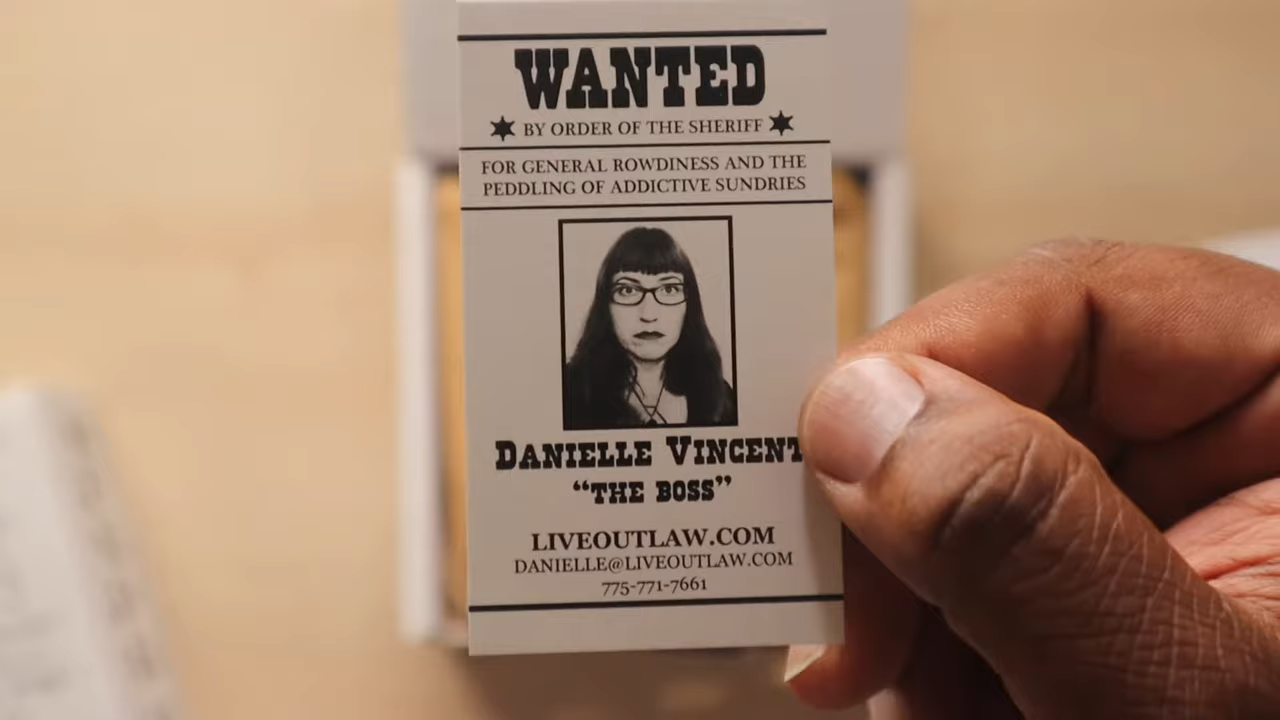 WANTED
BY ORDER OF THE SHERIFF
FOR GENERAL ROWDINESS AND THE
PEDDLING OF ADDICTIVE SUNDRIES
DANIELLE VINCENT
“THE BOSS”
LIVEOUTLAW.COM
DANIELLE@LIVEOUTLAW.COM
775-771-7661